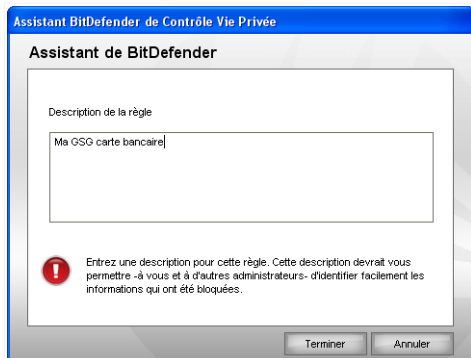 Assistant BitDefender de Contrôle Vie Privée
Assistant de BitDefender
Description de la règle
Ma GSG carte bancaire
Entrez une description pour cette règle. Cette description devrait vous
permettre -à vous et à d'autres administrateurs- d'identifier facilement les
informations qui ont été bloquées.
Terminer
Annuler